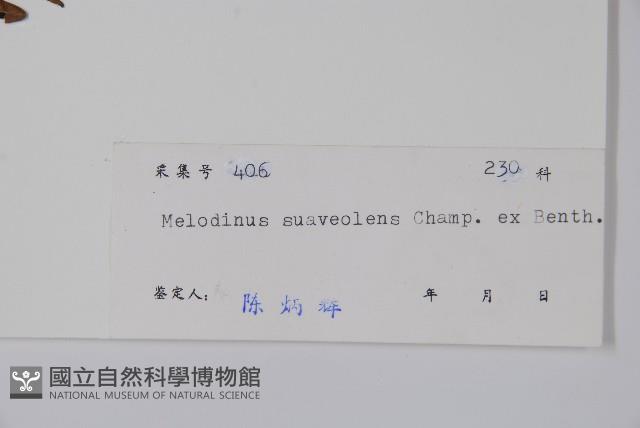 采集号 406 230 科
Melodinus suaveolens Champ. ex Benth.
鉴定人： 陈炳辉 年 月 日
國立自然科學博物館
NATIONAL MUSEUM OF NATURAL SCIENCE